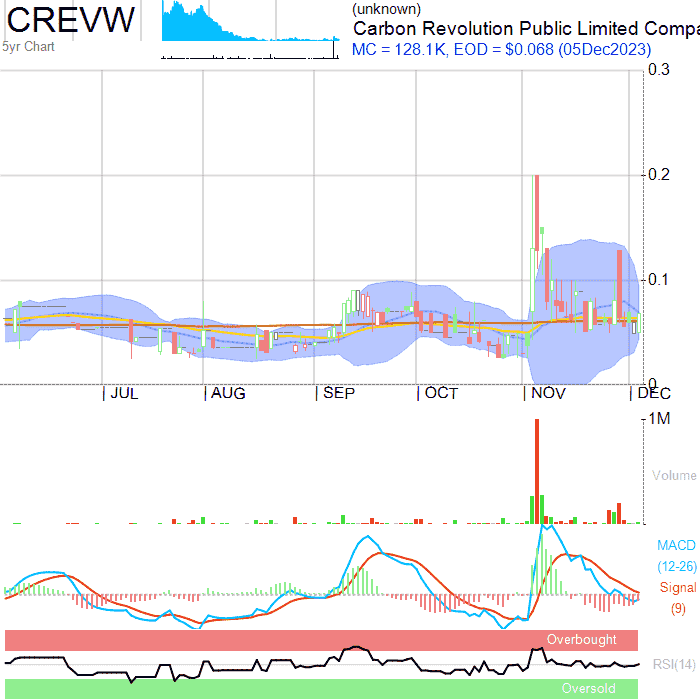 CREVW
5yr Chart
(unknown)
Carbon Revolution Public Limited Compa
MC = 128.1K, EOD = $0.068 (05Dec2023)
0.3
0.2
0.1
0
JUL AUG SEP OCT NOV DEC
1M
Volume
MACD
(12-26)
Signal
(9)
Overbought
RSI(14)
Oversold